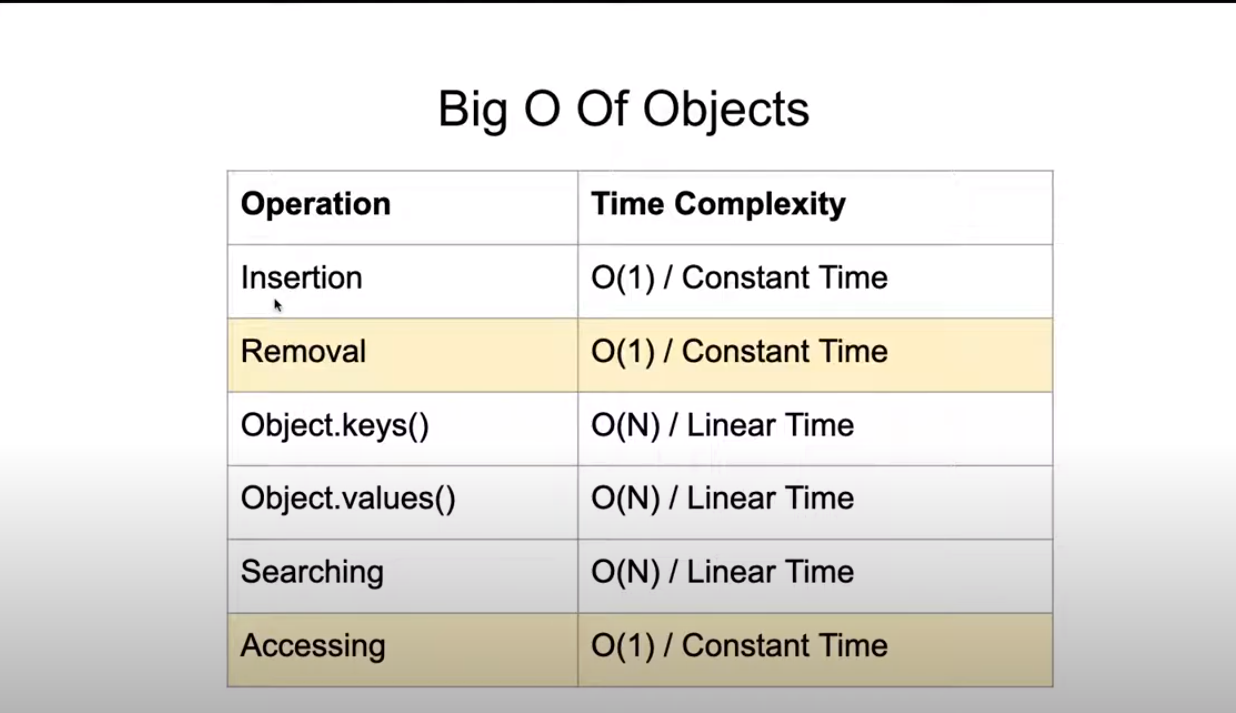 Big O Of Objects
Operation Time Complexity
Insertion O(1) / Constant Time
Removal O(1) / Constant Time
Object.keys() O(N) / Linear Time
Object.values() O(N) / Linear Time
Searching O(N) / Linear Time
Accessing O(1) / Constant Time